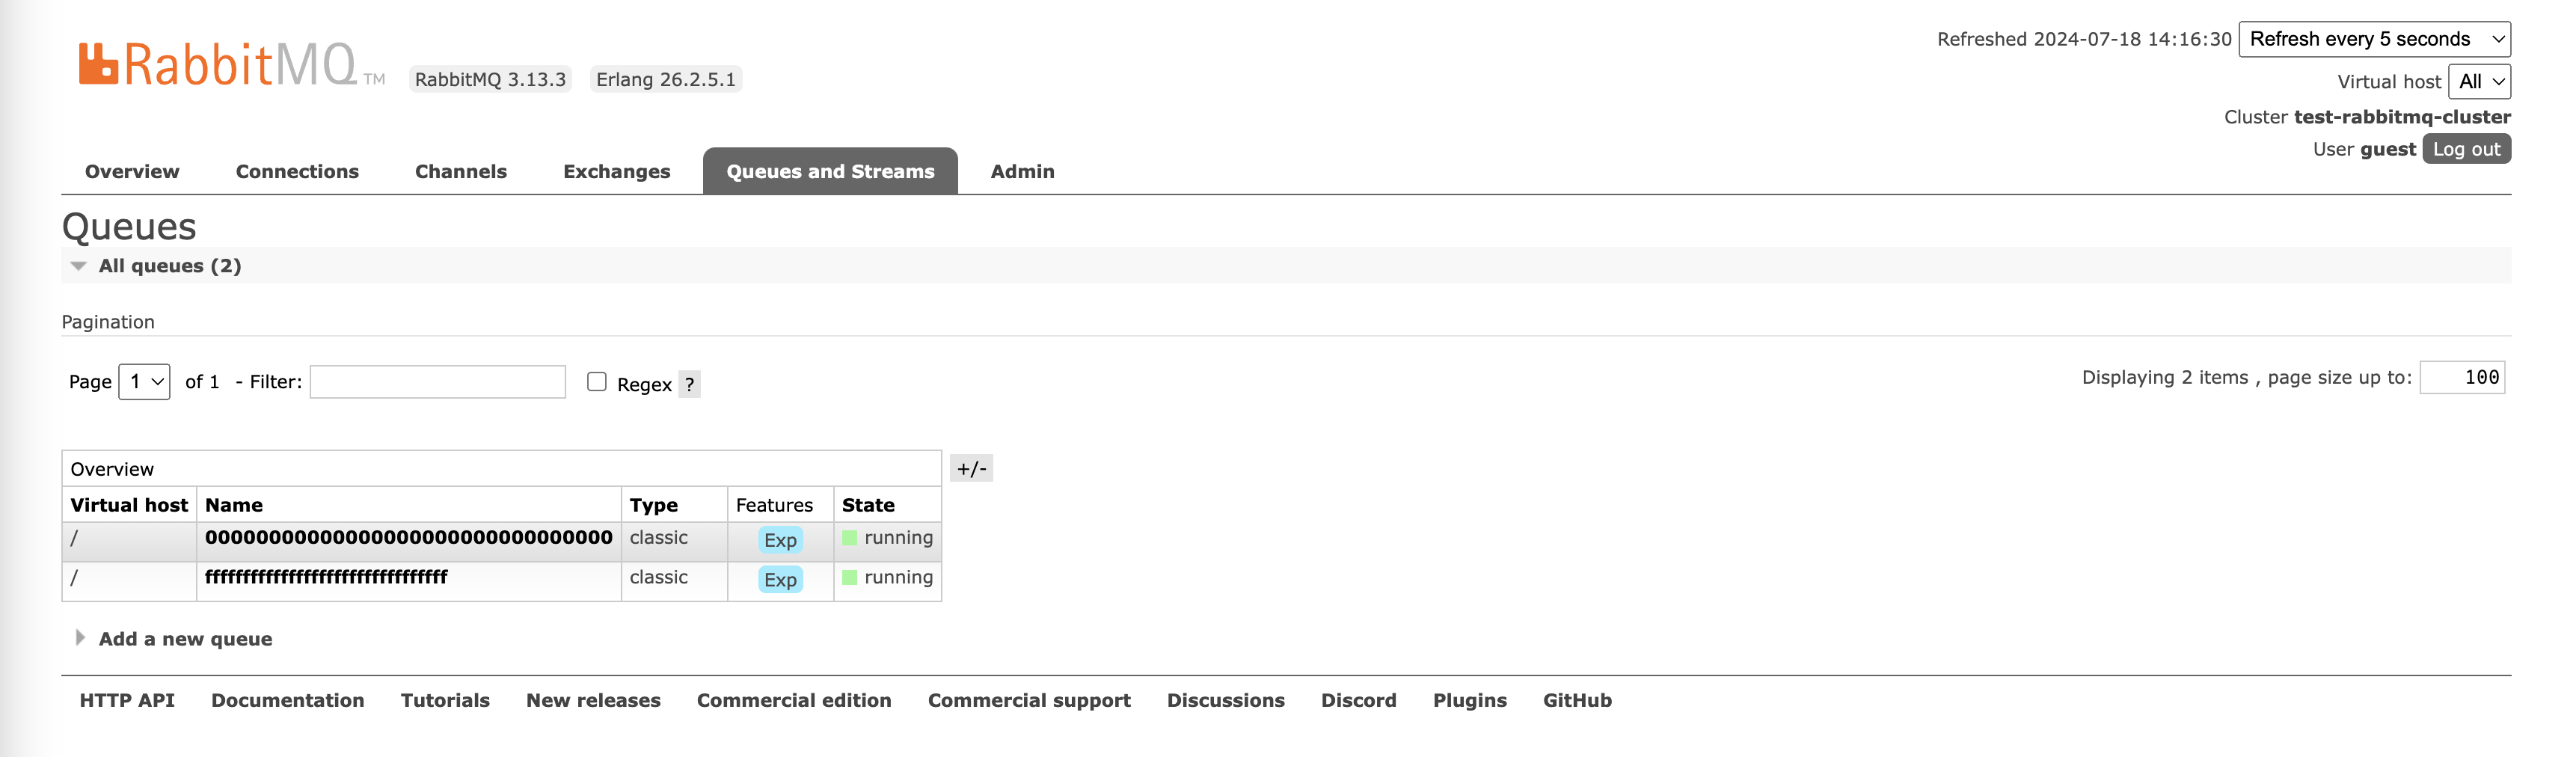 RabbitMQ TM RabbitMQ 3.13.3 Erlang 26.2.5.1
Refreshed 2024-07-18 14:16:30 Refresh every 5 seconds
Virtual host All
Cluster test-rabbitmq-cluster
User guest Log out
Overview Connections Channels Exchanges Queues and Streams Admin
Queues
All queues (2)
Pagination
Page 1 of 1 - Filter: Regex ? Displaying 2 items , page size up to: 100
Overview +/-
Virtual host Name Type Features State
/ 00000000000000000000000000000000 classic Exp running
/ ffffffffffffffffffffffffffffffff classic Exp running
Add a new queue
HTTP API Documentation Tutorials New releases Commercial edition Commercial support Discussions Discord Plugins GitHub